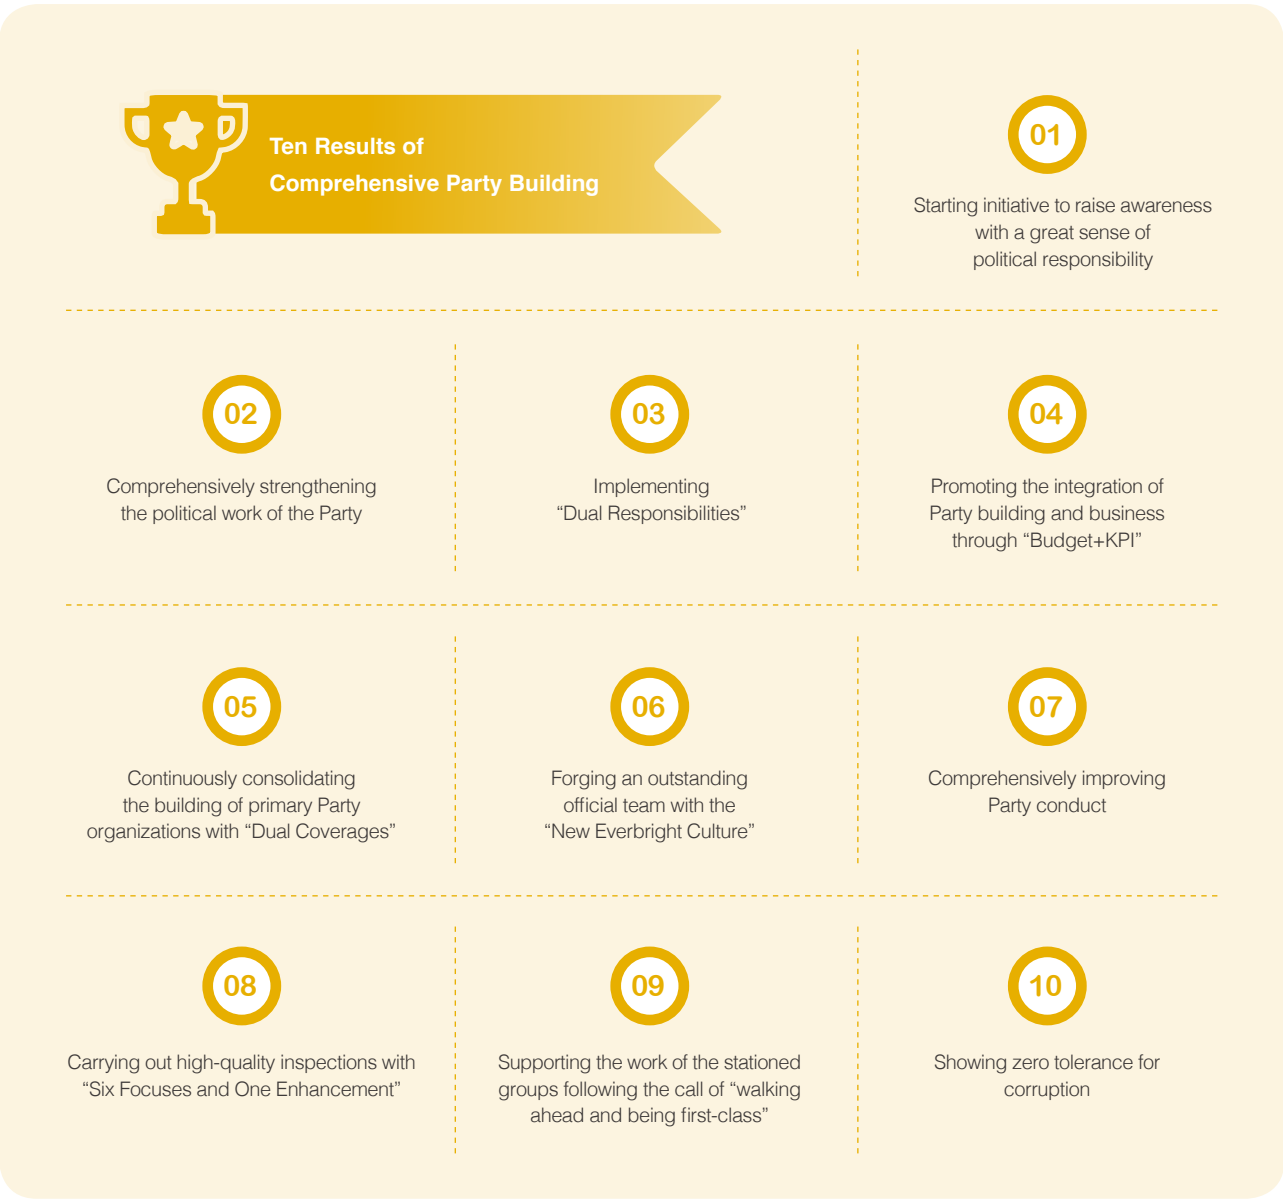 Ten Results of
Comprehensive Party Building
01
Starting initiative to raise awareness
with a great sense of
political responsibility
02
Comprehensively strengthening
the political work of the Party
03
Implementing
“Dual Responsibilities”
04
Promoting the integration of
Party building and business
through “Budget+KPI”
05
Continuously consolidating
the building of primary Party
organizations with “Dual Coverages”
06
Forging an outstanding
official team with the
“New Everbright Culture”
07
Comprehensively improving
Party conduct
08
Carrying out high-quality inspections with
“Six Focuses and One Enhancement”
09
Supporting the work of the stationed
groups following the call of “walking
ahead and being first-class”
10
Showing zero tolerance for
corruption